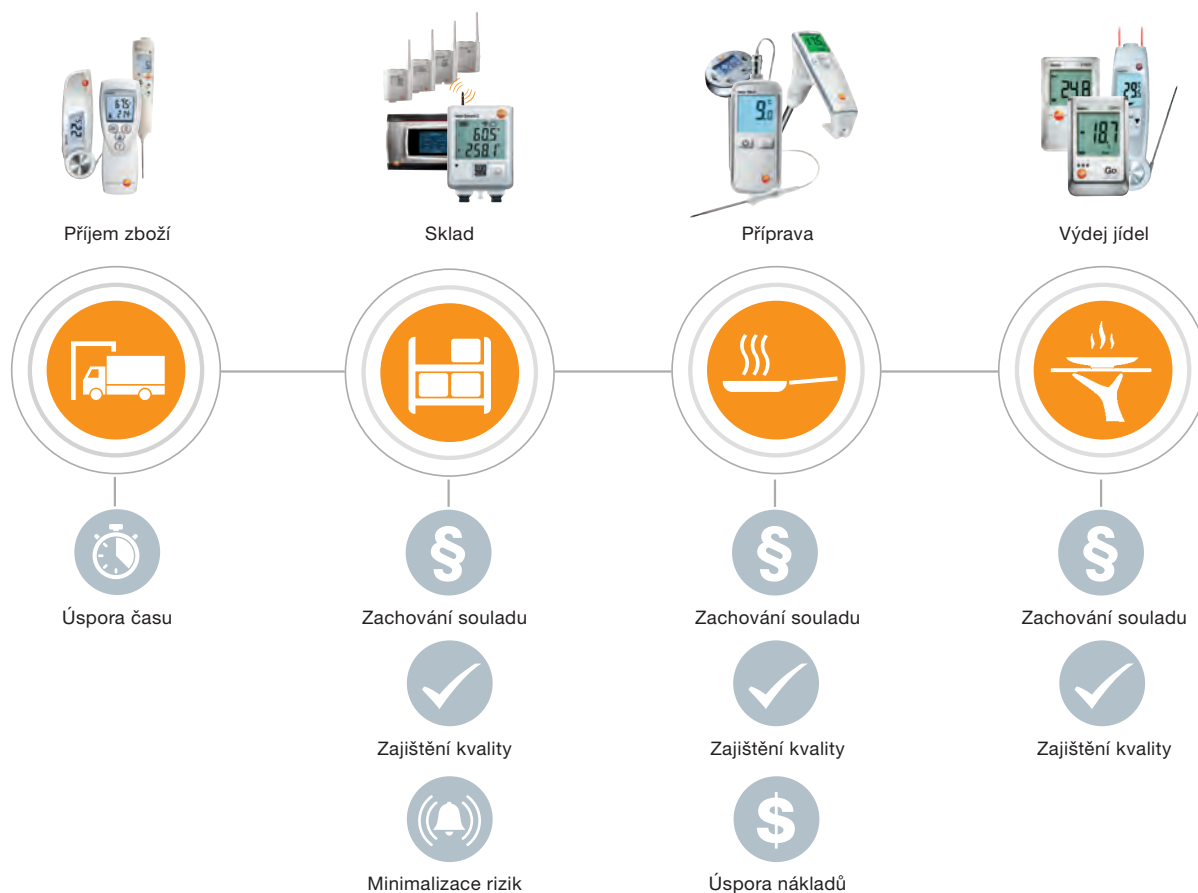 Příjem zboží
Sklad
Příprava
Výdej jídel
Úspora času
Zachování souladu
Zachování souladu
Zachování souladu
Zajištění kvality
Zajištění kvality
Zajištění kvality
Minimalizace rizik
Úspora nákladů